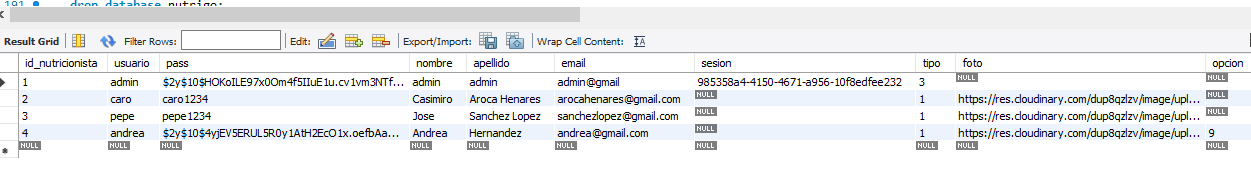 191 drop database nutrigo;
Result Grid Filter Rows: Edit: Export/Import: Wrap Cell Content:
id_nutricionista usuario pass nombre apellido email sesion tipo foto opcion
1 admin $2y$10$HOKoILE97x0Om4f5IIuE1u.cv1vm3NTf... admin admin admin@gmail 985358a4-4150-4671-a956-10f8edfee232 3 NULL NULL
2 caro caro1234 Casimiro Aroca Henares arocahenares@gmail.com NULL 1 https://res.cloudinary.com/dup8qzlzv/image/upl... NULL
3 pepe pepe1234 Jose Sanchez Lopez sanchezlopez@gmail.com NULL 1 https://res.cloudinary.com/dup8qzlzv/image/upl... NULL
4 andrea $2y$10$4yjEV5ERUL5R0y1AtH2EcO1x.oefbAa... Andrea Hernandez andrea@gmail.com NULL 1 https://res.cloudinary.com/dup8qzlzv/image/upl... 9
NULL NULL NULL NULL NULL NULL NULL NULL NULL NULL